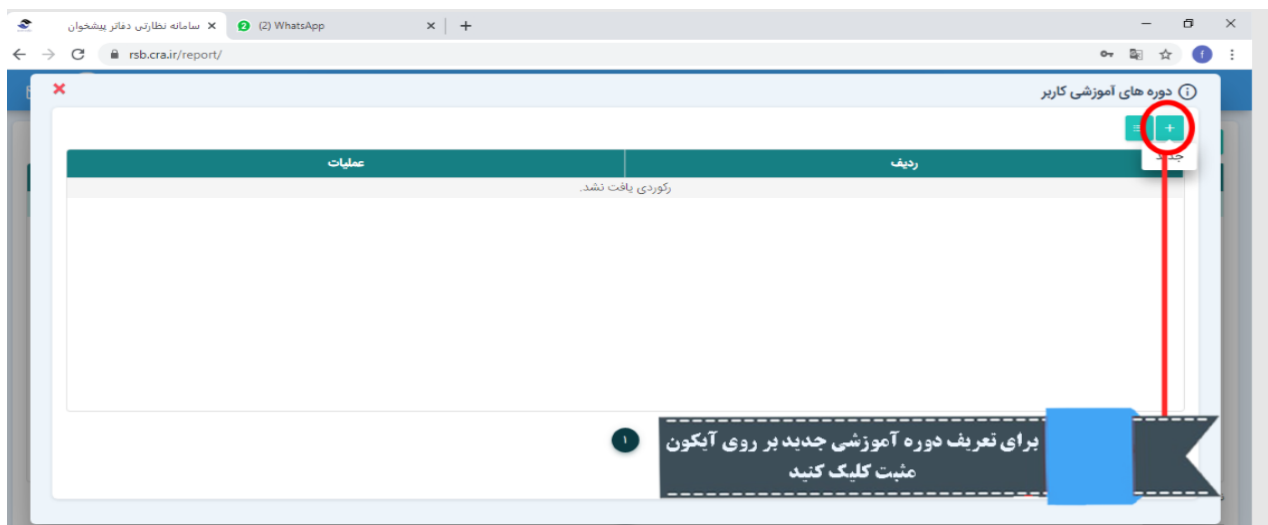 سامانه نظارتی دفاتر پیشخوان
(2) WhatsApp
rsb.cra.ir/report/
دوره های آموزشی کاربر
جدید
ردیف
عملیات
رکوردی یافت نشد.
۱
برای تعریف دوره آموزشی جدید بر روی آیکون
مثبت کلیک کنید